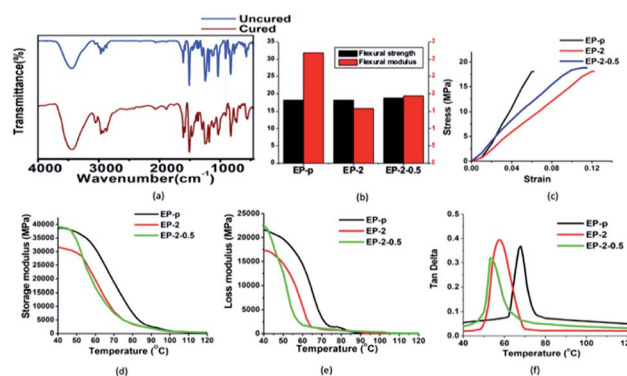 Uncured
Cured
Transmittance(%)
4000 3000 2000 1000
Wavenumber(cm-1)
(a)
40
35
30
25
20
15
10
5
0
Flexural strength
Flexural modulus
EP-p EP-2 EP-2-0.5
(b)
EP-p
EP-2
EP-2-0.5
Stress (MPa)
20
15
10
5
0
0.00 0.04 0.08 0.12
Strain
(c)
EP-p
EP-2
EP-2-0.5
Storage modulus (MPa)
40000
35000
30000
25000
20000
15000
10000
5000
0
40 50 60 70 80 90 100 110 120
Temperature (°C)
(d)
EP-p
EP-2
EP-2-0.5
Loss modulus (MPa)
25000
20000
15000
10000
5000
0
40 50 60 70 80 90 100 110 120
Temperature (°C)
(e)
EP-p
EP-2
EP-2-0.5
Tan Delta
0.5
0.4
0.3
0.2
0.1
0.0
40 60 80 100 120
Temperature (°C)
(f)